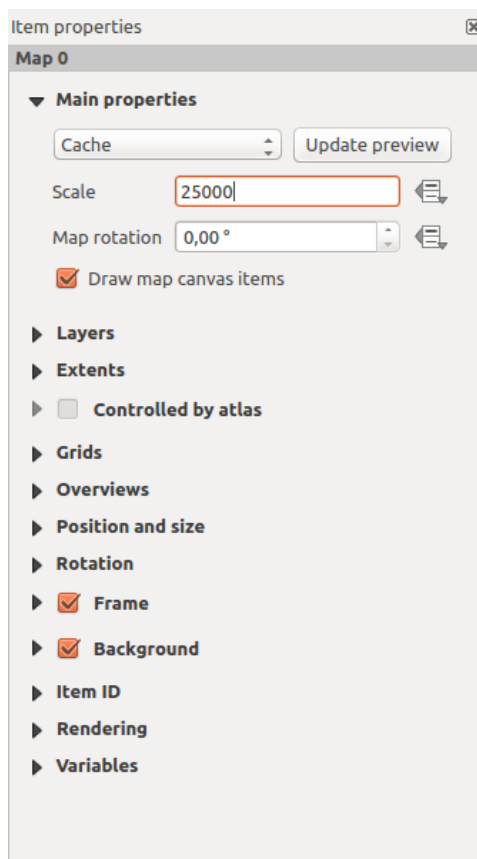 Item properties
Map 0
Main properties
Cache Update preview
Scale 25000
Map rotation 0,00 °
Draw map canvas items
Layers
Extents
Controlled by atlas
Grids
Overviews
Position and size
Rotation
Frame
Background
Item ID
Rendering
Variables